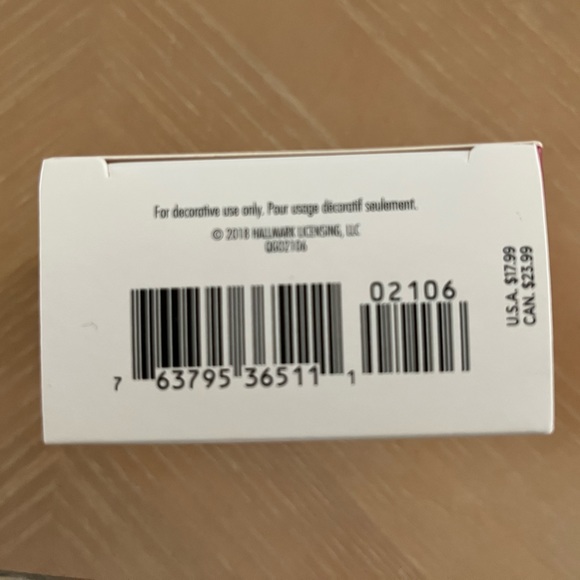 For decorative use only. Pour usage décoratif seulement.
© 2018 HALLMARK LICENSING, LLC
QGO2106
02106
7 63795 36511 1
U.S.A. $17.99
CAN. $23.99